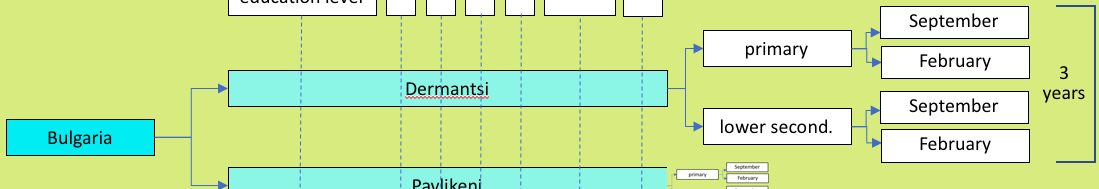 education level
primary
September
February
3
years
Dermantsi
lower second.
September
February
Bulgaria
Pavlikeni
primary
September
February